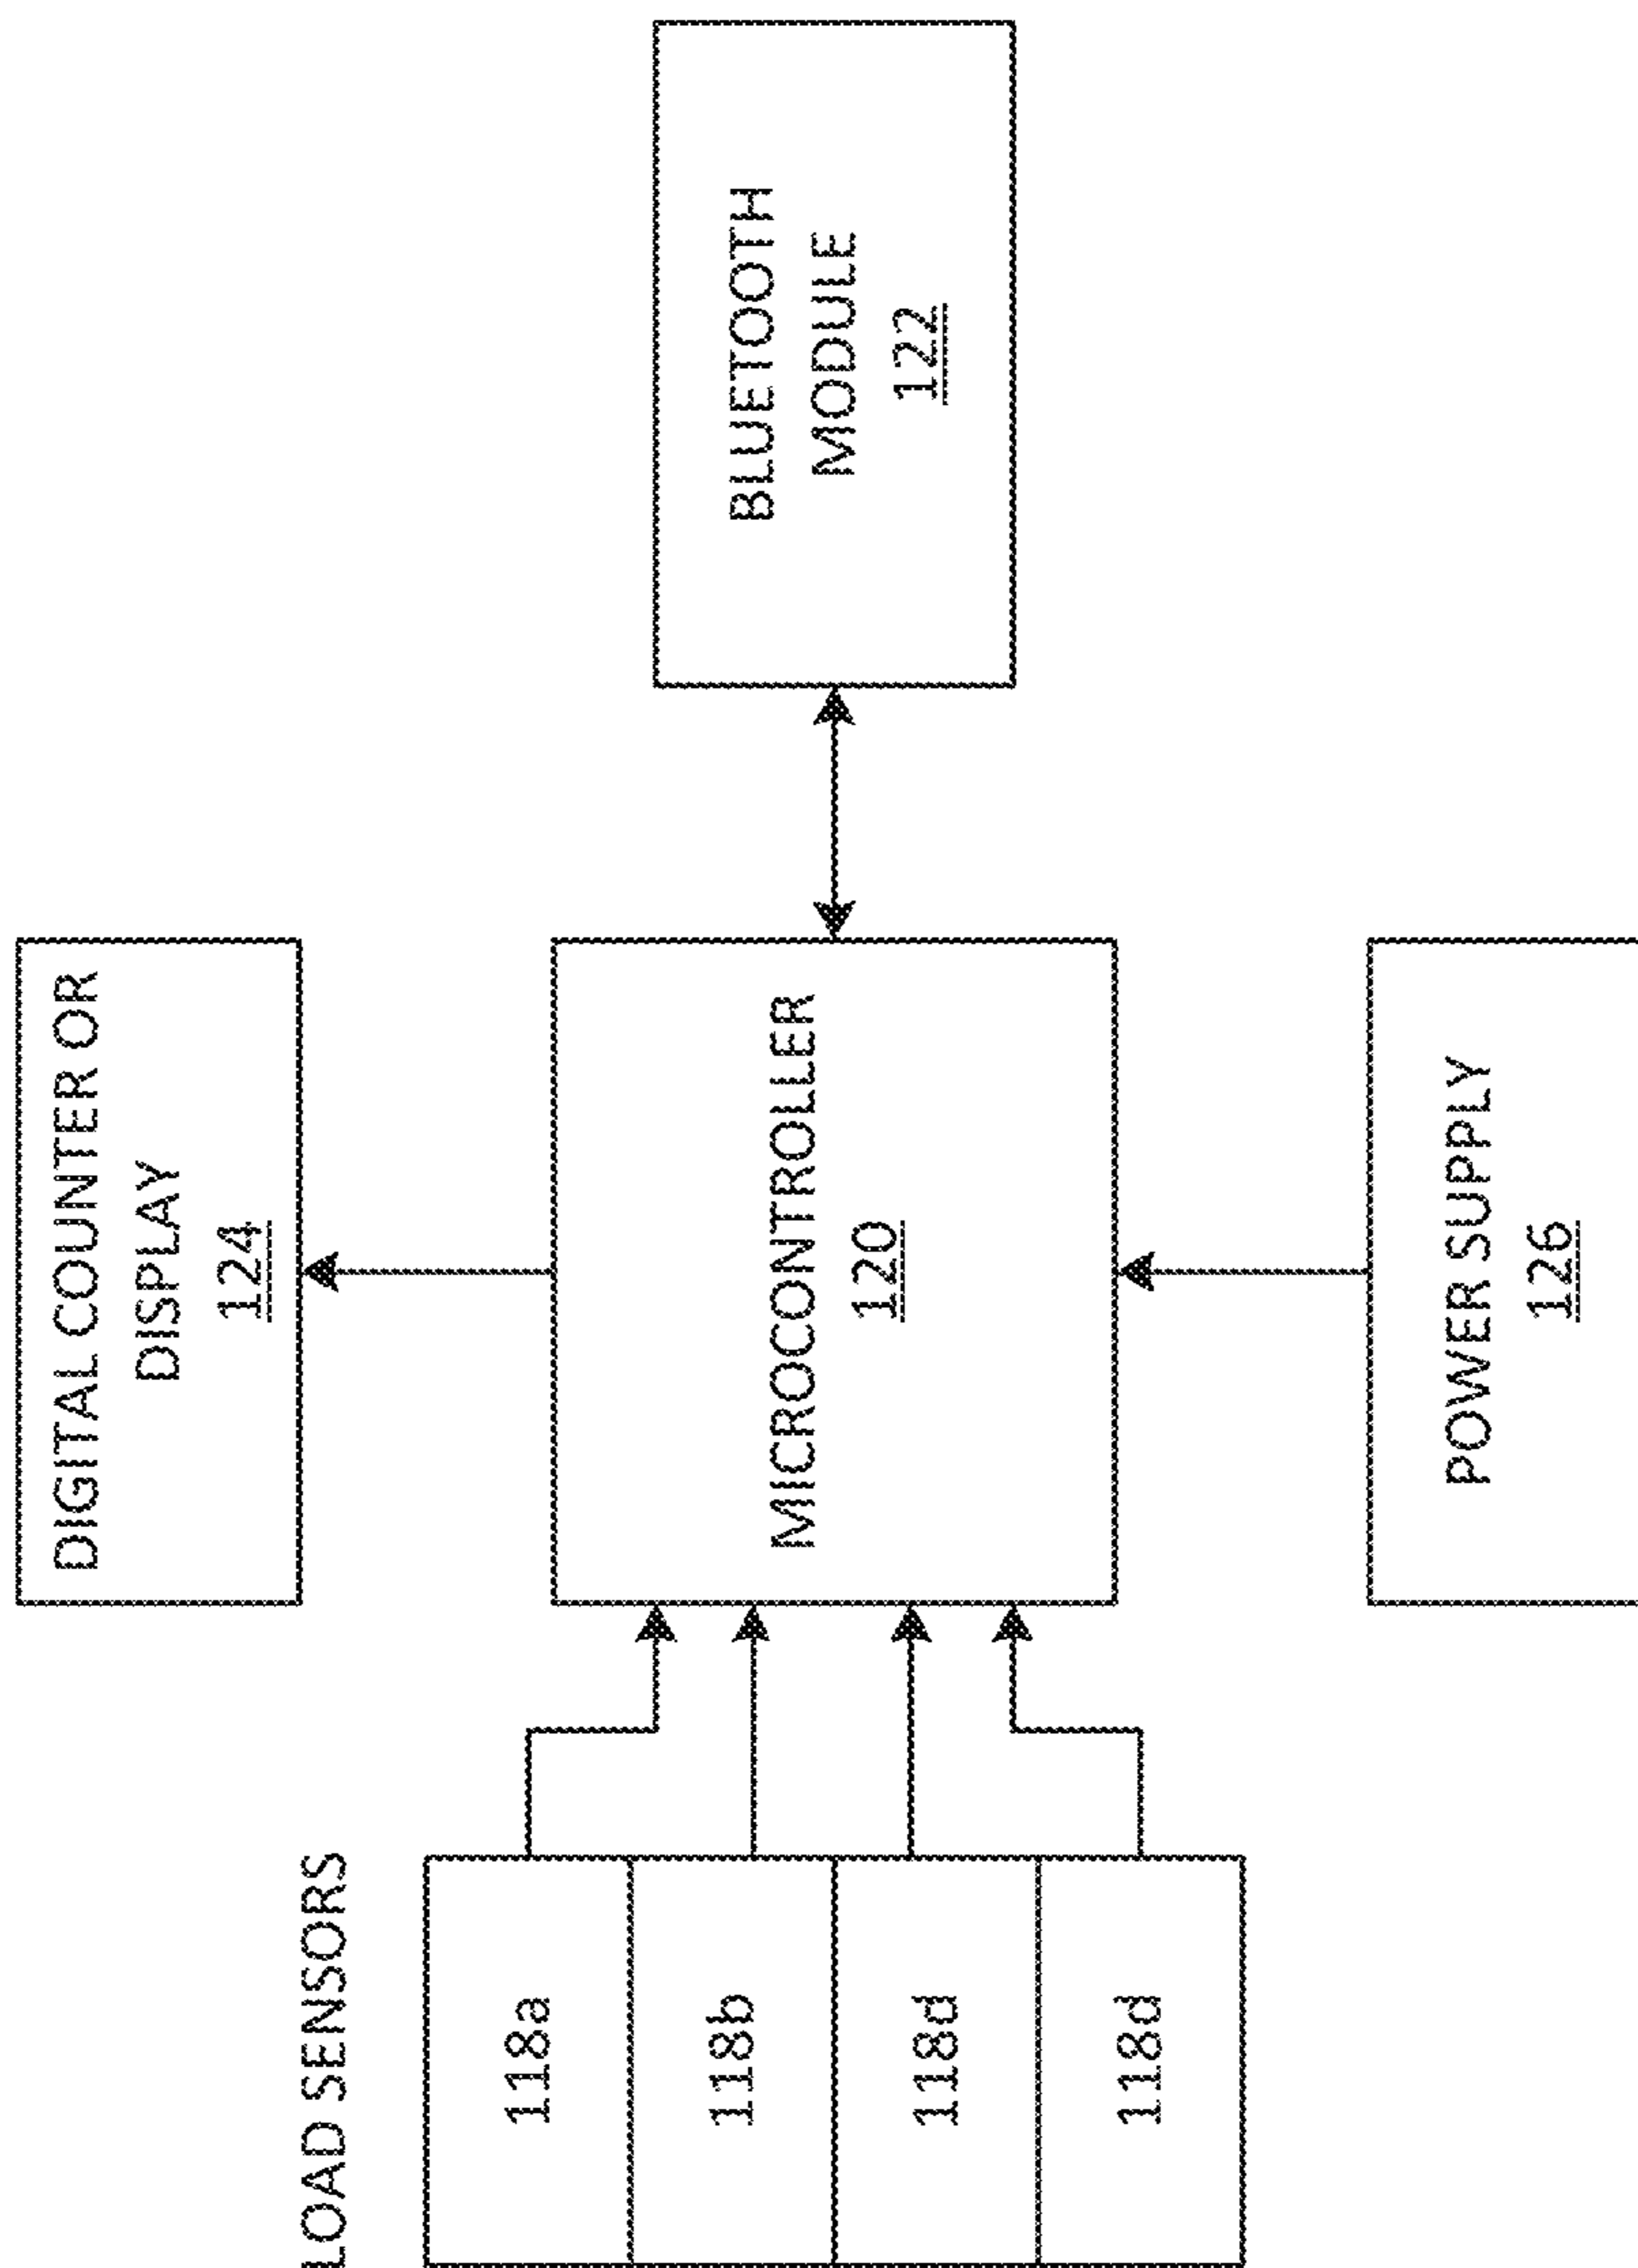 LOAD SENSORS
118a
118b
118d
118d
DIGITAL COUNTER OR
DISPLAY
124
MICROCONTROLLER
120
POWER SUPPLY
126
BLUETOOTH
MODULE
122